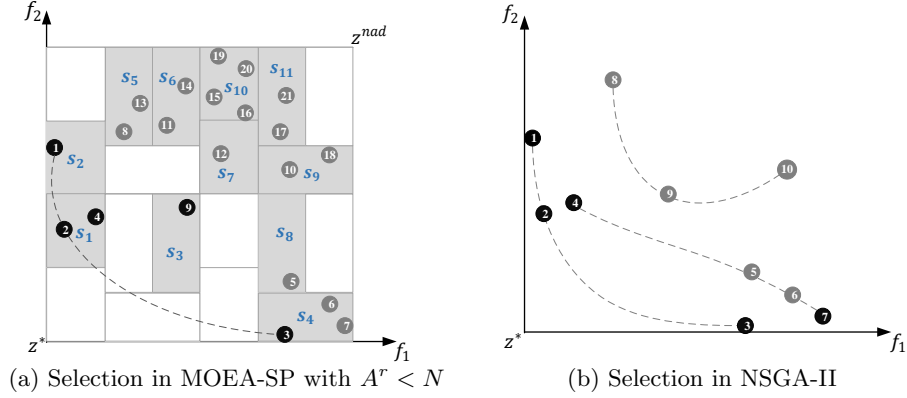 f₂
z^nad
19
20
s₅
s₆
s₁₁
14
s₁₀
15
21
13
16
8
11
17
1
12
18
s₂
s₇
10
s₉
4
9
2
s₁
s₃
s₈
5
6
s₄
3
7
z*
f₁
(a) Selection in MOEA-SP with Aʳ < N
f₂
8
1
10
9
4
2
5
6
7
3
z*
f₁
(b) Selection in NSGA-II